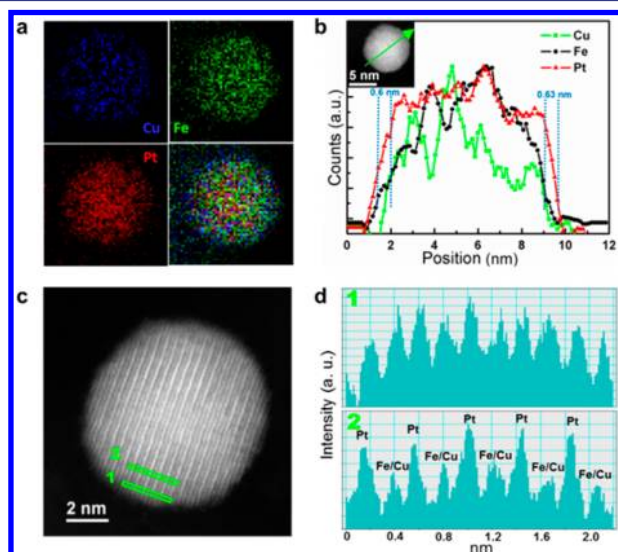 a
Cu
Fe
Pt
b
5 nm
Cu
Fe
Pt
0.6 nm
0.63 nm
Counts (a.u.)
0 2 4 6 8 10 12
Position (nm)
c
2
1
2 nm
d
1
2
Intensity (a. u.)
Pt Pt Pt Pt Pt
Fe/Cu Fe/Cu Fe/Cu Fe/Cu Fe/Cu
0 0.4 0.8 1.2 1.6 2.0
nm